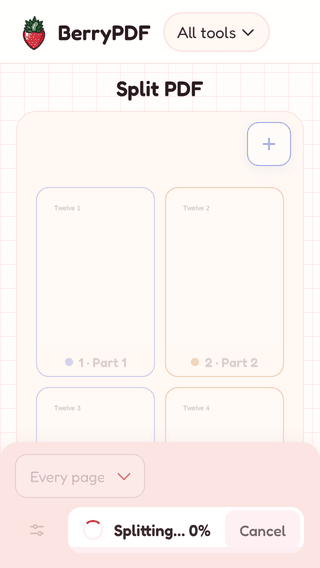 BerryPDF
All tools
Split PDF
Twelve 1
Twelve 2
1 · Part 1
2 · Part 2
Twelve 3
Twelve 4
Every page
Splitting... 0%
Cancel